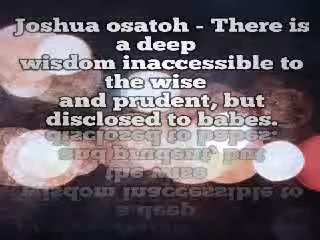 Joshua osatoh - There is
a deep
wisdom inaccessible to
the wise
and prudent, but
disclosed to babes.